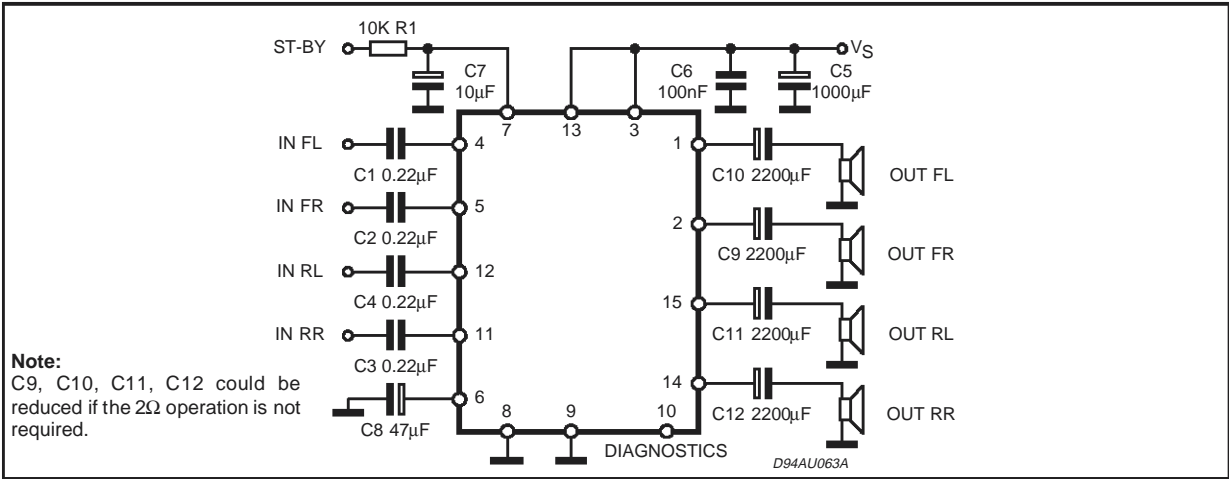 10K R1
ST-BY
C7
10µF
C6
100nF
C5
1000µF
VS
7
13
3
IN FL
4
C1 0.22µF
1
C10 2200µF
OUT FL
IN FR
5
C2 0.22µF
2
C9 2200µF
OUT FR
IN RL
12
C4 0.22µF
15
C11 2200µF
OUT RL
IN RR
11
C3 0.22µF
14
C12 2200µF
OUT RR
6
C8 47µF
8
9
10
DIAGNOSTICS
Note:
C9, C10, C11, C12 could be
reduced if the 2Ω operation is not
required.
D94AU063A